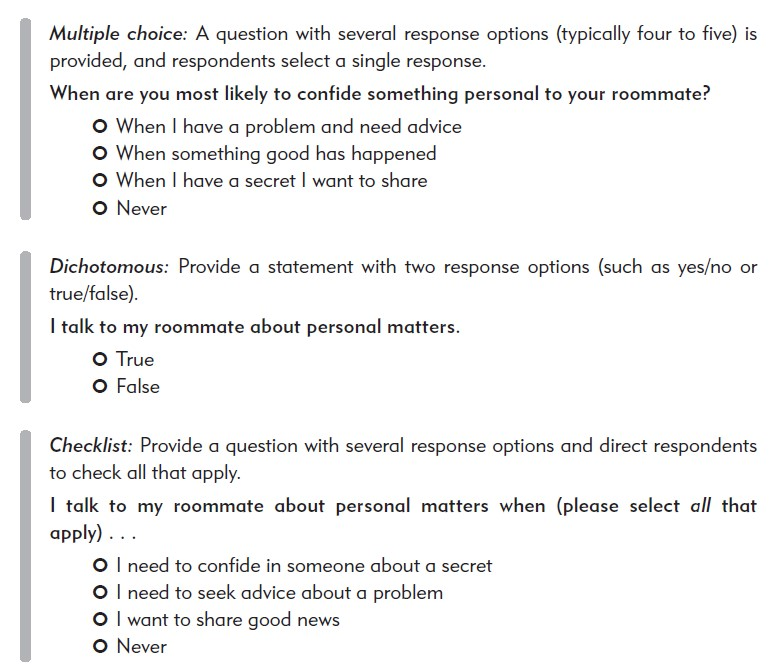 Multiple choice: A question with several response options (typically four to five) is
provided, and respondents select a single response.
When are you most likely to confide something personal to your roommate?
When I have a problem and need advice
When something good has happened
When I have a secret I want to share
Never
Dichotomous: Provide a statement with two response options (such as yes/no or
true/false).
I talk to my roommate about personal matters.
True
False
Checklist: Provide a question with several response options and direct respondents
to check all that apply.
I talk to my roommate about personal matters when (please select all that
apply) . . .
I need to confide in someone about a secret
I need to seek advice about a problem
I want to share good news
Never